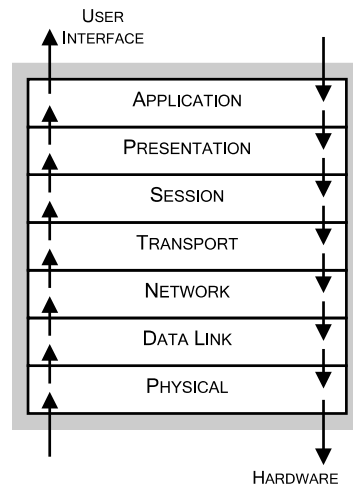 USER
INTERFACE
APPLICATION
PRESENTATION
SESSION
TRANSPORT
NETWORK
DATA LINK
PHYSICAL
HARDWARE